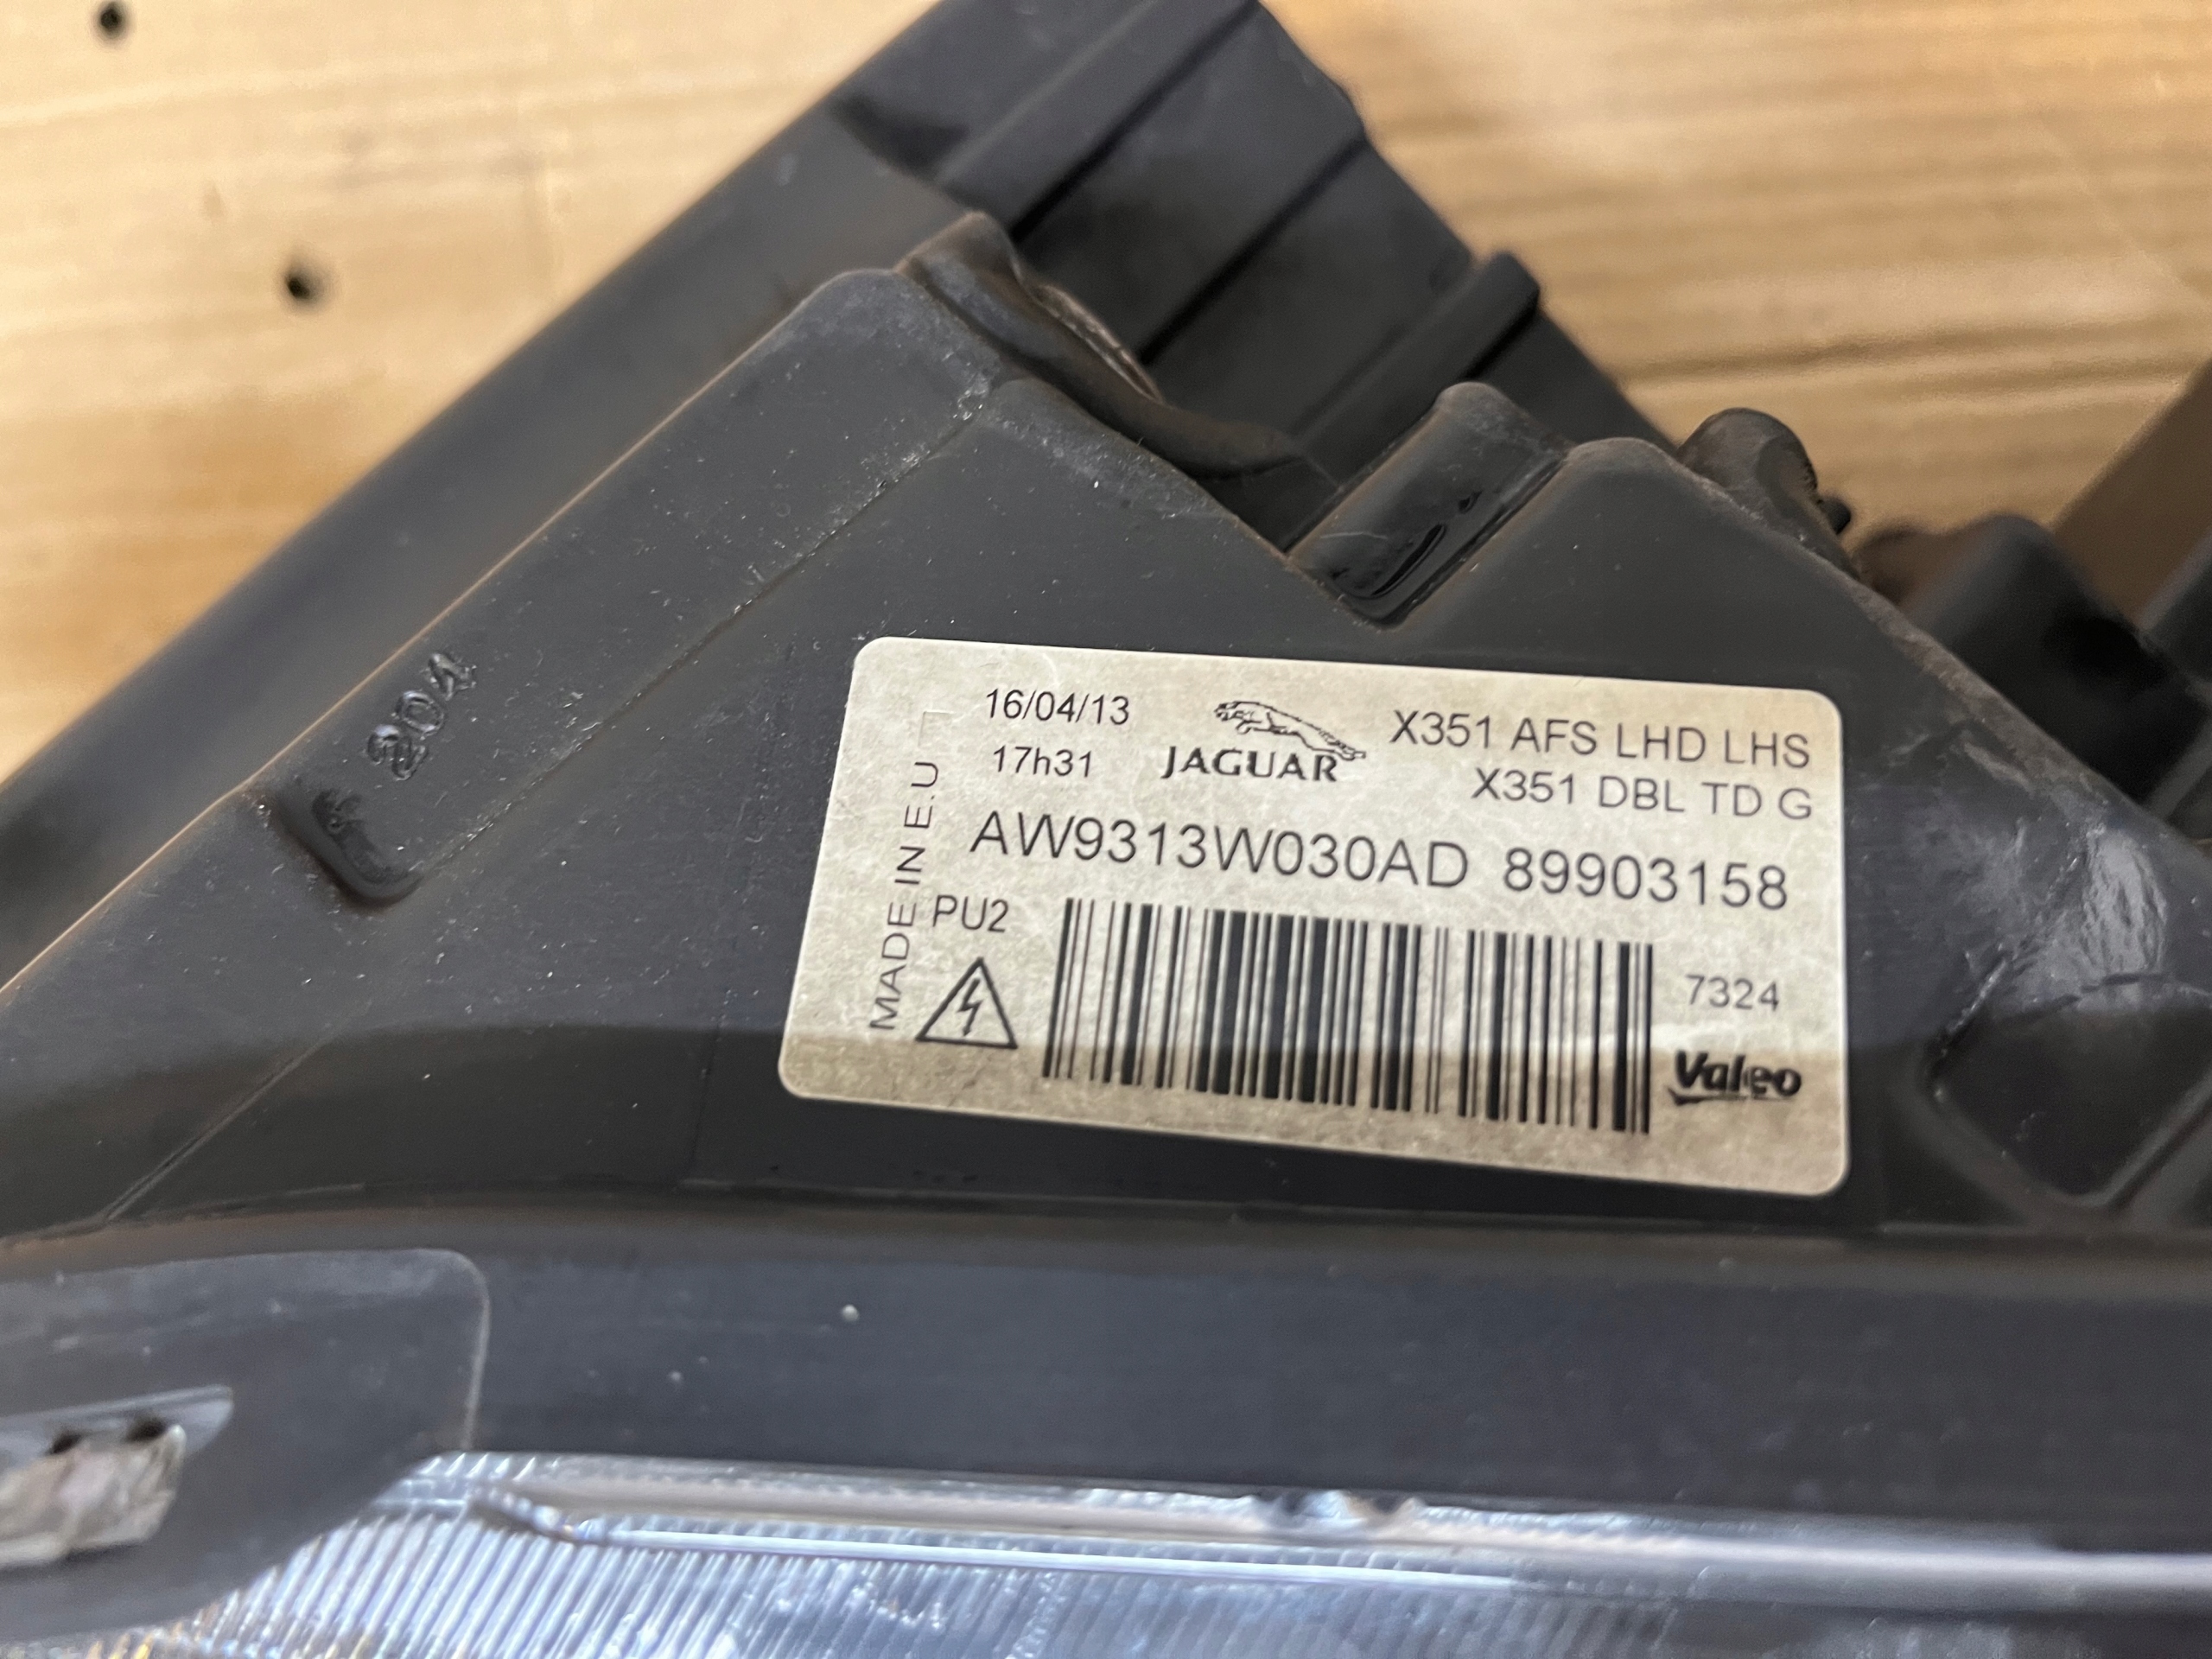 204
16/04/13
17h31
JAGUAR
X351 AFS LHD LHS
X351 DBL TD G
AW9313W030AD 89903158
MADE IN E.U
PU2
7324
Valeo